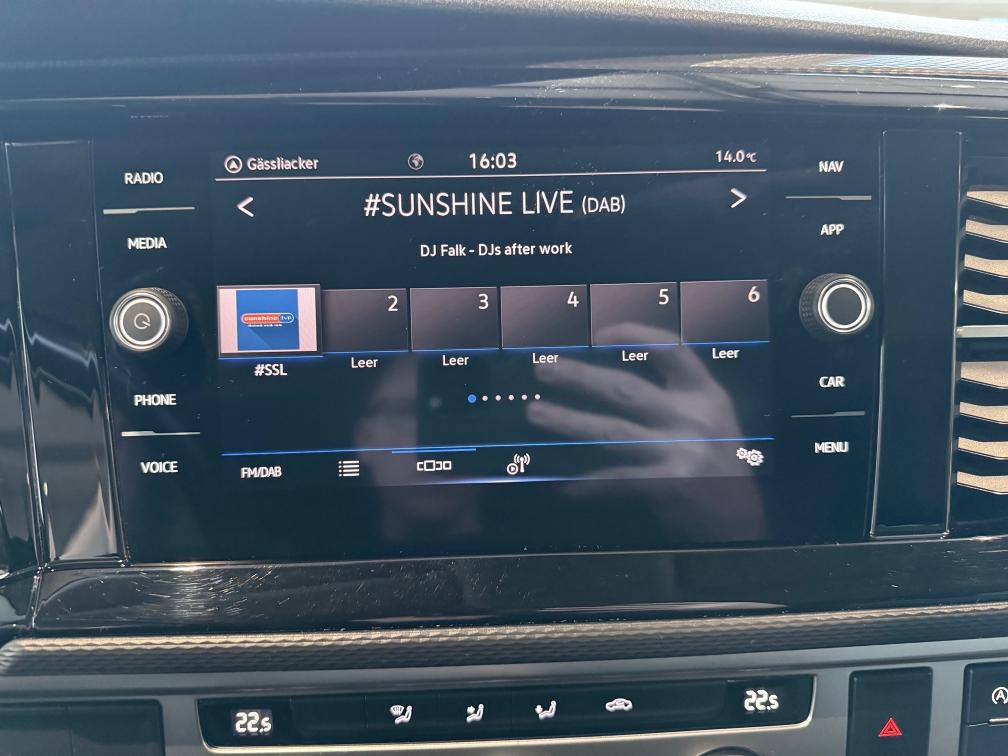 RADIO
MEDIA
PHONE
VOICE
Gässliacker
16:03
14.0°C
< #SUNSHINE LIVE (DAB) >
DJ Falk - DJs after work
sunshine live
2
3
4
5
6
#SSL
Leer
Leer
Leer
Leer
Leer
FM/DAB
NAV
APP
CAR
MENU
22.5
22.5
A